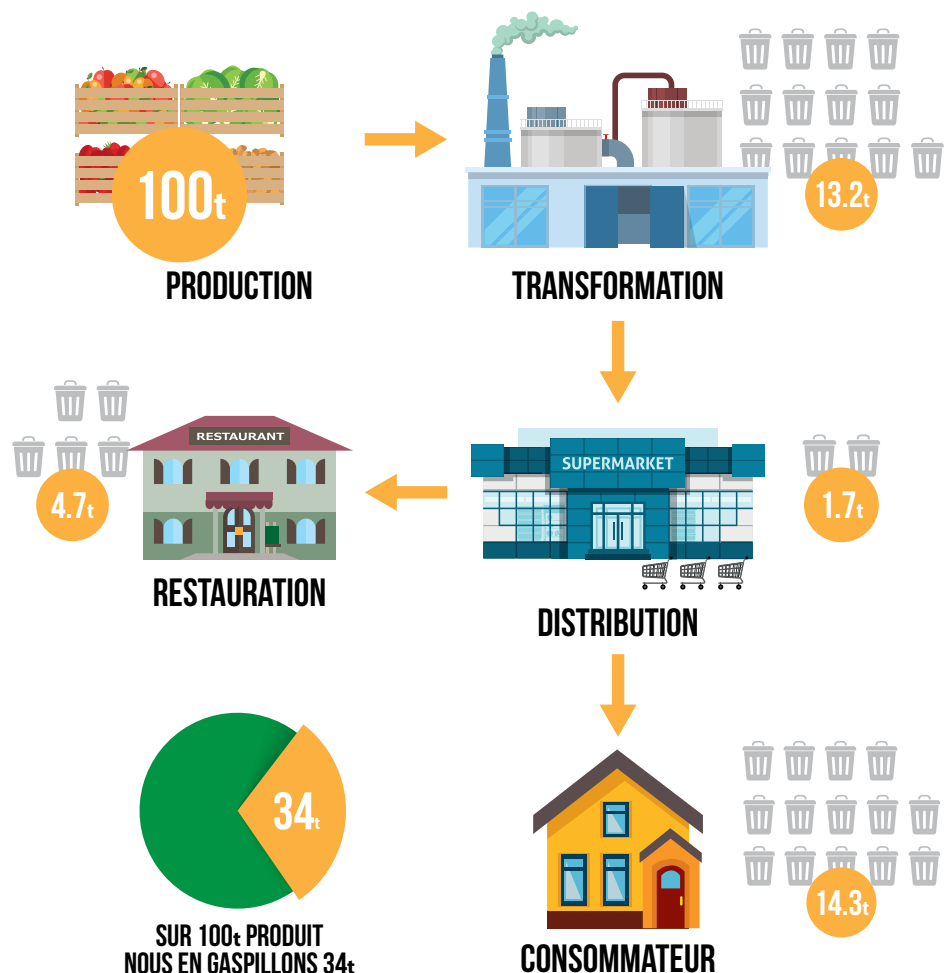 100t
PRODUCTION
13.2t
TRANSFORMATION
RESTAURANT
4.7t
RESTAURATION
SUPERMARKET
1.7t
DISTRIBUTION
34t
SUR 100t PRODUIT
NOUS EN GASPILLONS 34t
14.3t
CONSOMMATEUR